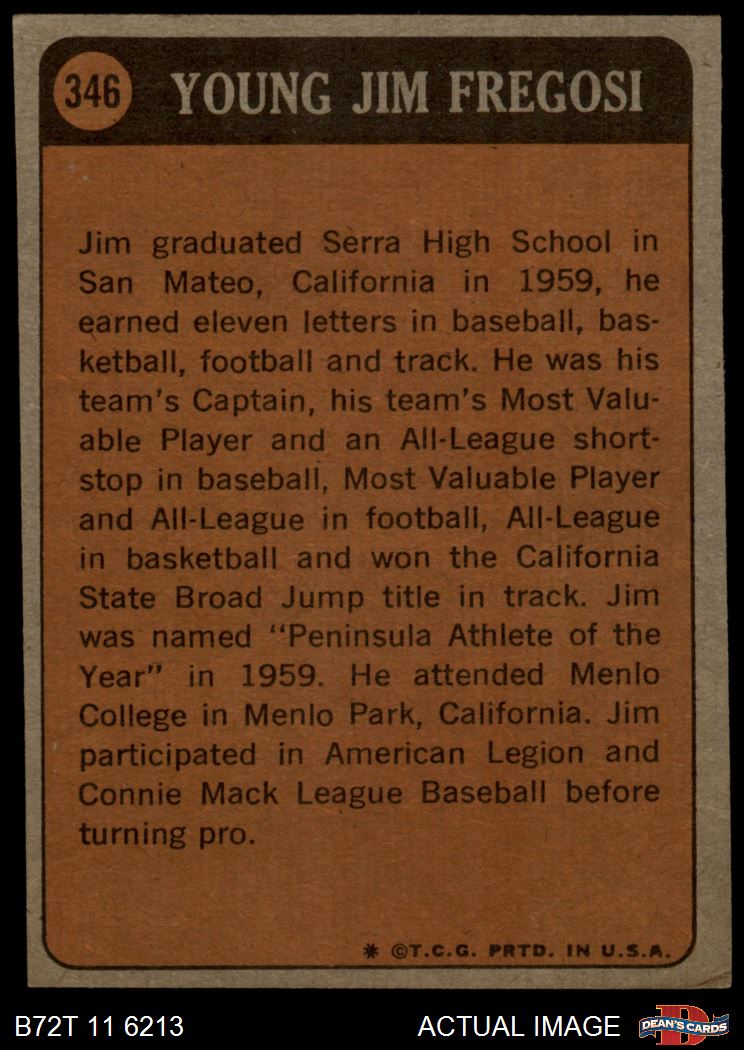 346 YOUNG JIM FREGOSI
Jim graduated Serra High School in
San Mateo, California in 1959, he
earned eleven letters in baseball, bas-
ketball, football and track. He was his
team's Captain, his team's Most Valu-
able Player and an All-League short-
stop in baseball, Most Valuable Player
and All-League in football, All-League
in basketball and won the California
State Broad Jump title in track. Jim
was named “Peninsula Athlete of the
Year” in 1959. He attended Menlo
College in Menlo Park, California. Jim
participated in American Legion and
Connie Mack League Baseball before
turning pro.
* ©T.C.G. PRTD. IN U.S.A.
B72T 11 6213 ACTUAL IMAGE D DEAN'S CARDS